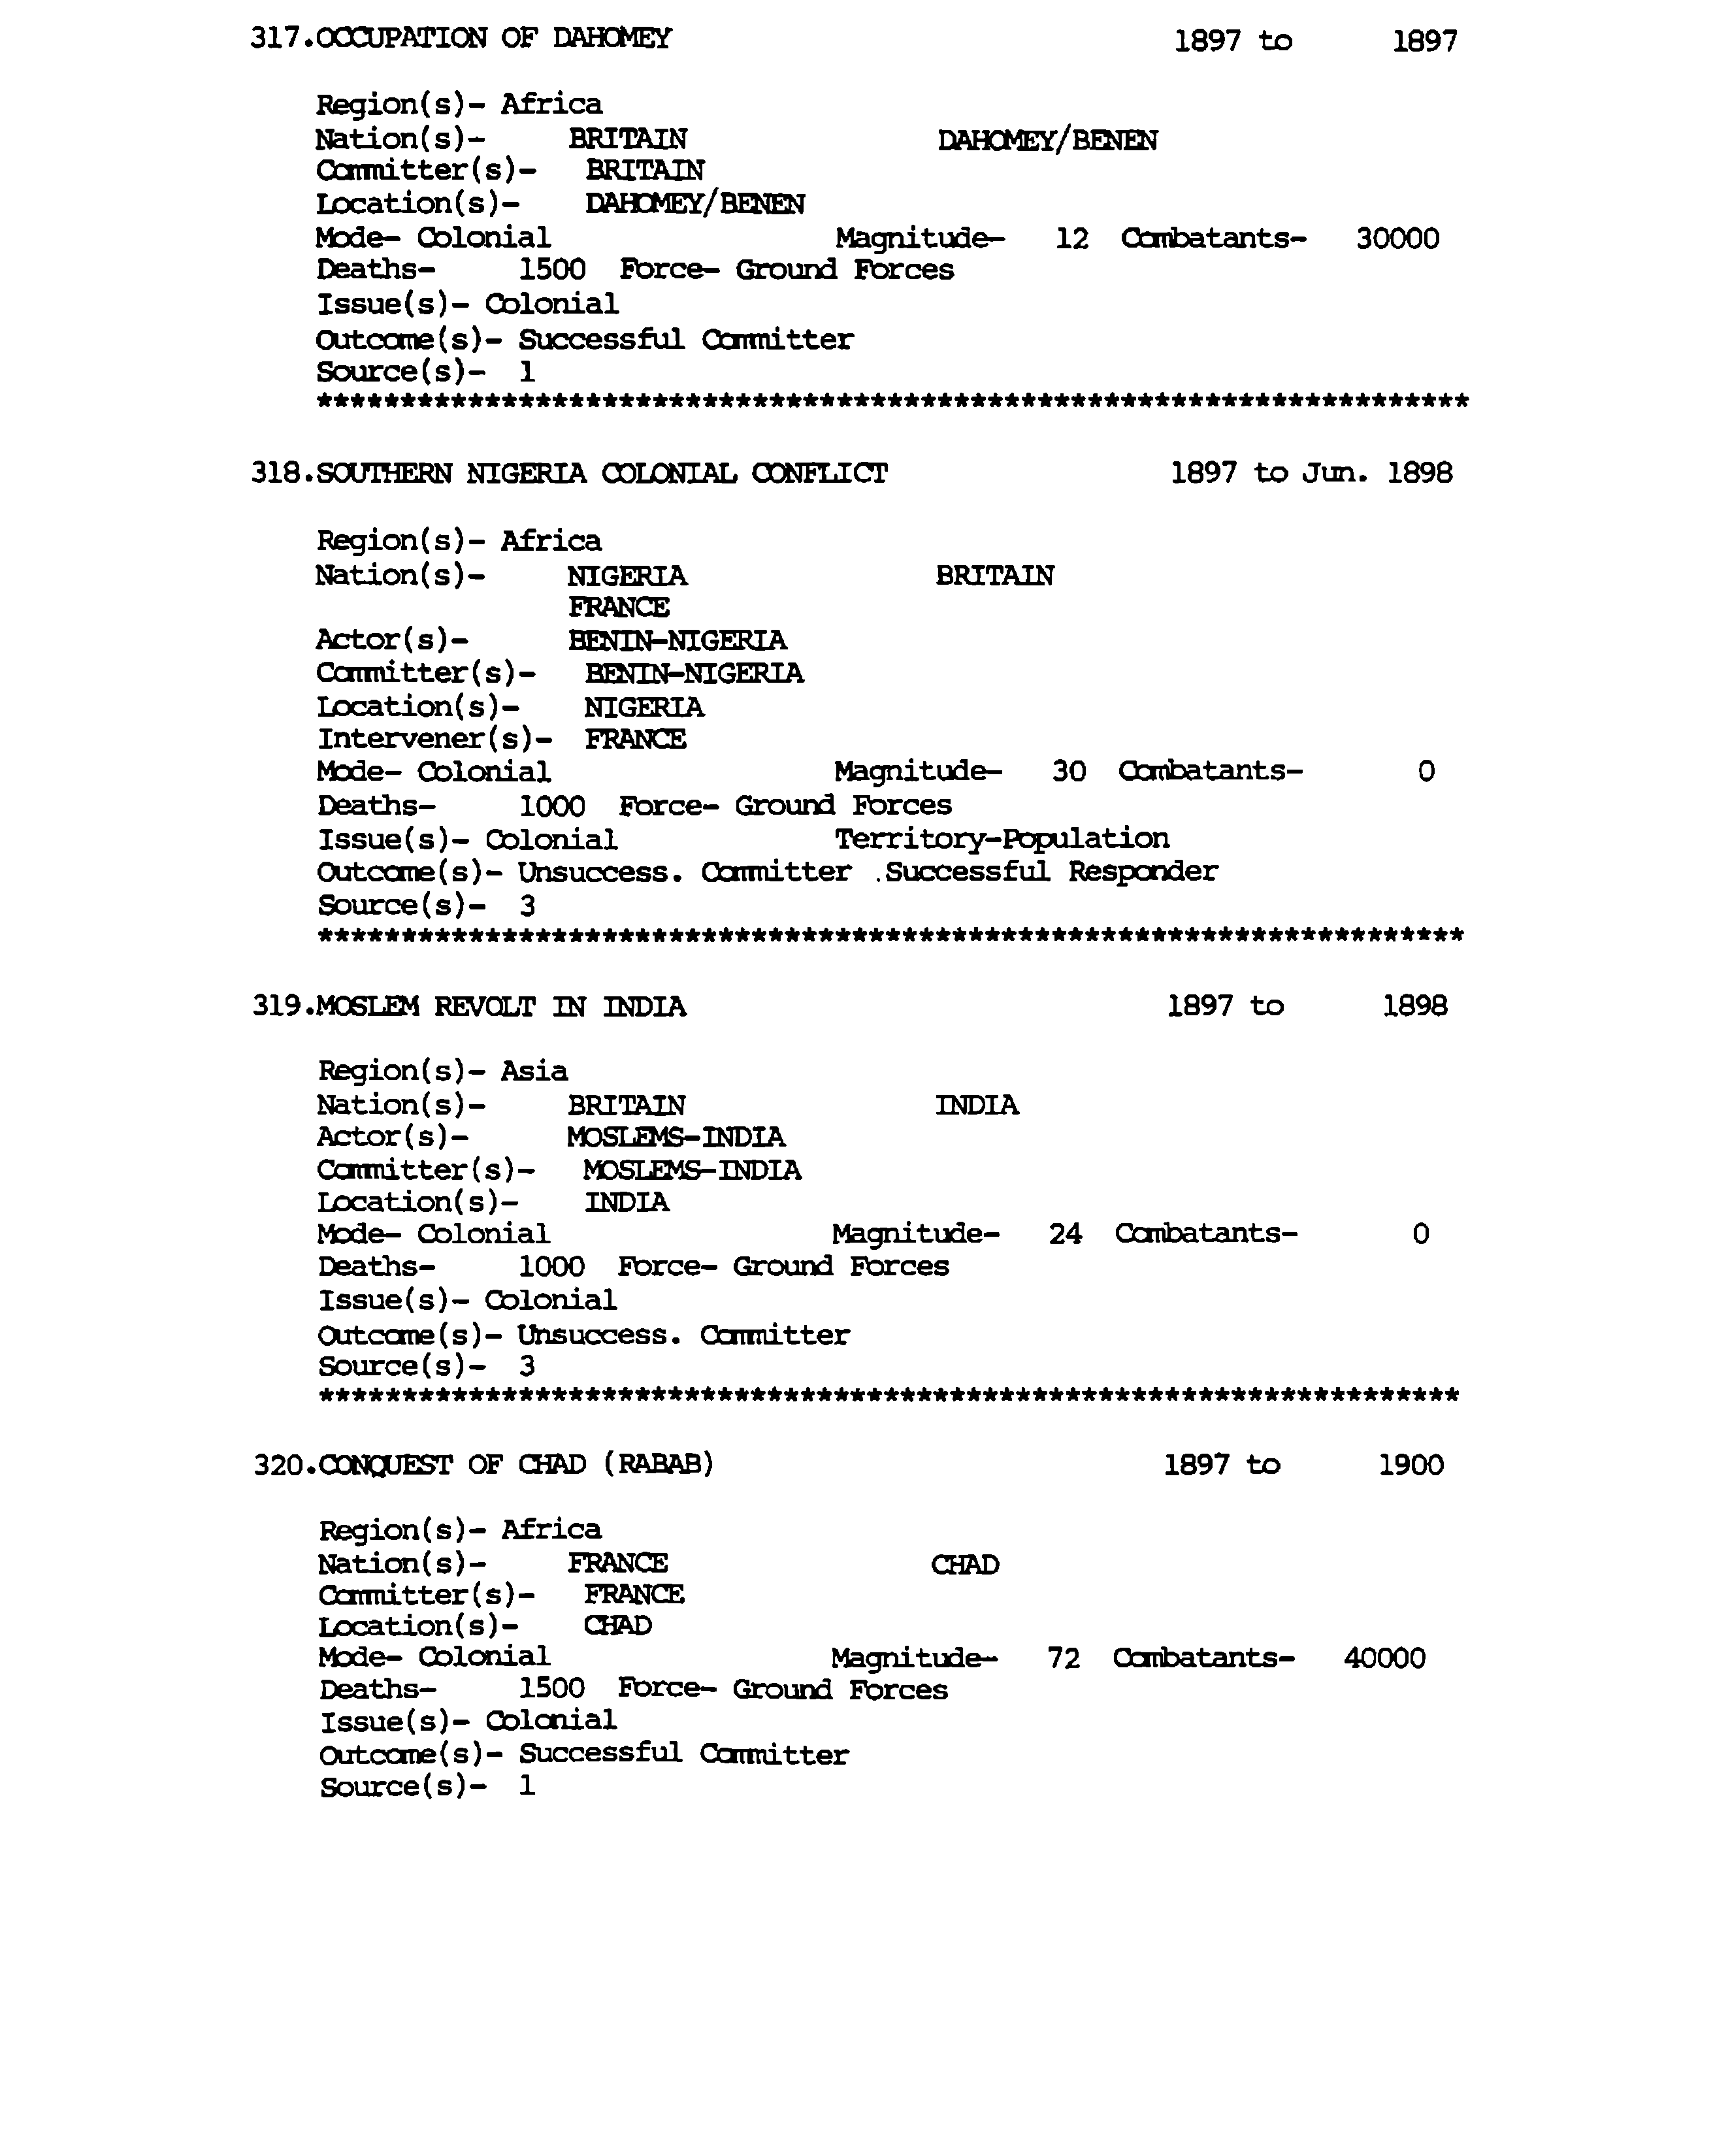 317.OCCUPATION OF DAHOMEY 1897 to 1897
Region(s)- Africa
Nation(s)- BRITAIN DAHOMEY/BENEN
Committer(s)- BRITAIN
Location(s)- DAHOMEY/BENEN
Mode- Colonial Magnitude- 12 Combatants- 30000
Deaths- 1500 Force- Ground Forces
Issue(s)- Colonial
Outcome(s)- Successful Committer
Source(s)- 1
*********************************************************************
318.SOUTHERN NIGERIA COLONIAL CONFLICT 1897 to Jun. 1898
Region(s)- Africa
Nation(s)- NIGERIA BRITAIN
FRANCE
Actor(s)- BENIN-NIGERIA
Committer(s)- BENIN-NIGERIA
Location(s)- NIGERIA
Intervener(s)- FRANCE
Mode- Colonial Magnitude- 30 Combatants- 0
Deaths- 1000 Force- Ground Forces
Issue(s)- Colonial Territory-Population
Outcome(s)- Unsuccess. Committer .Successful Responder
Source(s)- 3
*********************************************************************
319.MOSLEM REVOLT IN INDIA 1897 to 1898
Region(s)- Asia
Nation(s)- BRITAIN INDIA
Actor(s)- MOSLEMS-INDIA
Committer(s)- MOSLEMS-INDIA
Location(s)- INDIA
Mode- Colonial Magnitude- 24 Combatants- 0
Deaths- 1000 Force- Ground Forces
Issue(s)- Colonial
Outcome(s)- Unsuccess. Committer
Source(s)- 3
*********************************************************************
320.CONQUEST OF CHAD (RABAB) 1897 to 1900
Region(s)- Africa
Nation(s)- FRANCE CHAD
Committer(s)- FRANCE
Location(s)- CHAD
Mode- Colonial Magnitude- 72 Combatants- 40000
Deaths- 1500 Force- Ground Forces
Issue(s)- Colonial
Outcome(s)- Successful Committer
Source(s)- 1